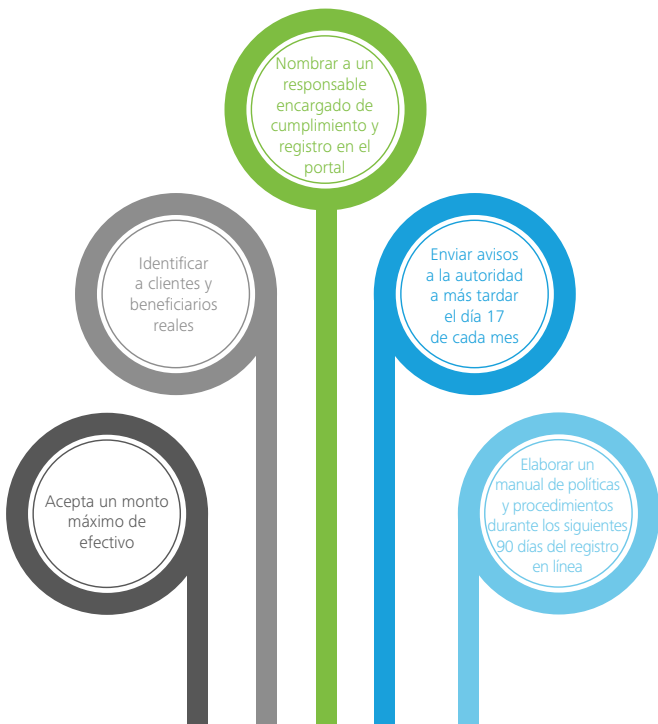 Nombrar a un
responsable
encargado de
cumplimiento y
registro en el
portal
Identificar
a clientes y
beneficiarios
reales
Enviar avisos
a la autoridad
a más tardar
el día 17
de cada mes
Acepta un monto
máximo de
efectivo
Elaborar un
manual de políticas
y procedimientos
durante los siguientes
90 días del registro
en línea